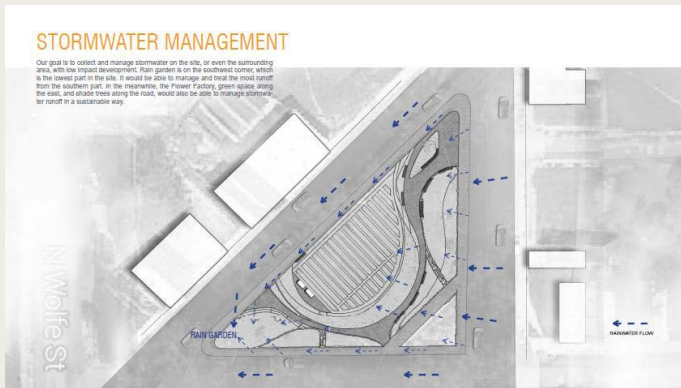 STORMWATER MANAGEMENT
Our goal is to collect and manage stormwater on the site, or even the surrounding
area, with low impact development. Rain garden is on the southwest corner, which
is the lowest part in the site. It would be able to manage and treat the most runoff
from the southern part. In the meanwhile, the Flower Factory, green space along
the east, and shade trees along the road, would also be able to manage stormwa-
ter runoff in a sustainable way.
N Wolfe St
RAIN GARDEN
RAINWATER FLOW